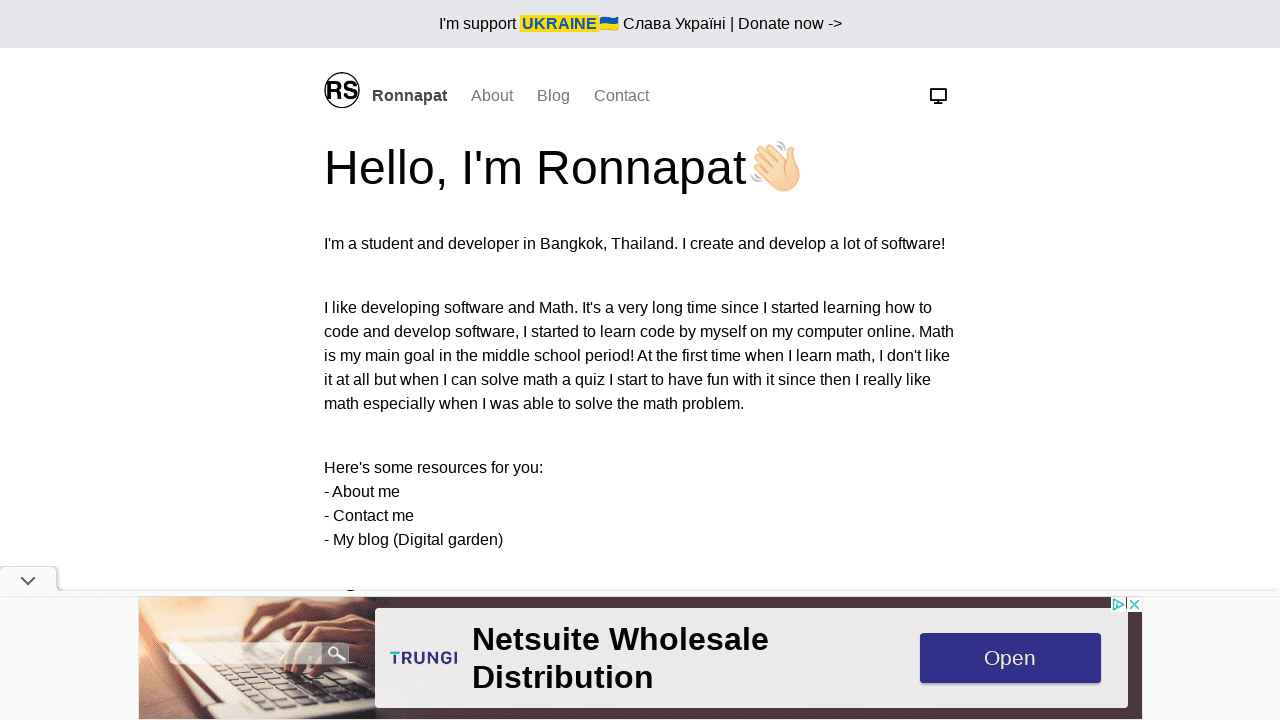 I'm support UKRAINE🇺🇦 Слава Україні | Donate now ->
RS Ronnapat About Blog Contact
Hello, I'm Ronnapat👋🏻
I'm a student and developer in Bangkok, Thailand. I create and develop a lot of software!
I like developing software and Math. It's a very long time since I started learning how to
code and develop software, I started to learn code by myself on my computer online. Math
is my main goal in the middle school period! At the first time when I learn math, I don't like
it at all but when I can solve math a quiz I start to have fun with it since then I really like
math especially when I was able to solve the math problem.
Here's some resources for you:
- About me
- Contact me
- My blog (Digital garden)
TRUNGI
Netsuite Wholesale
Distribution
Open